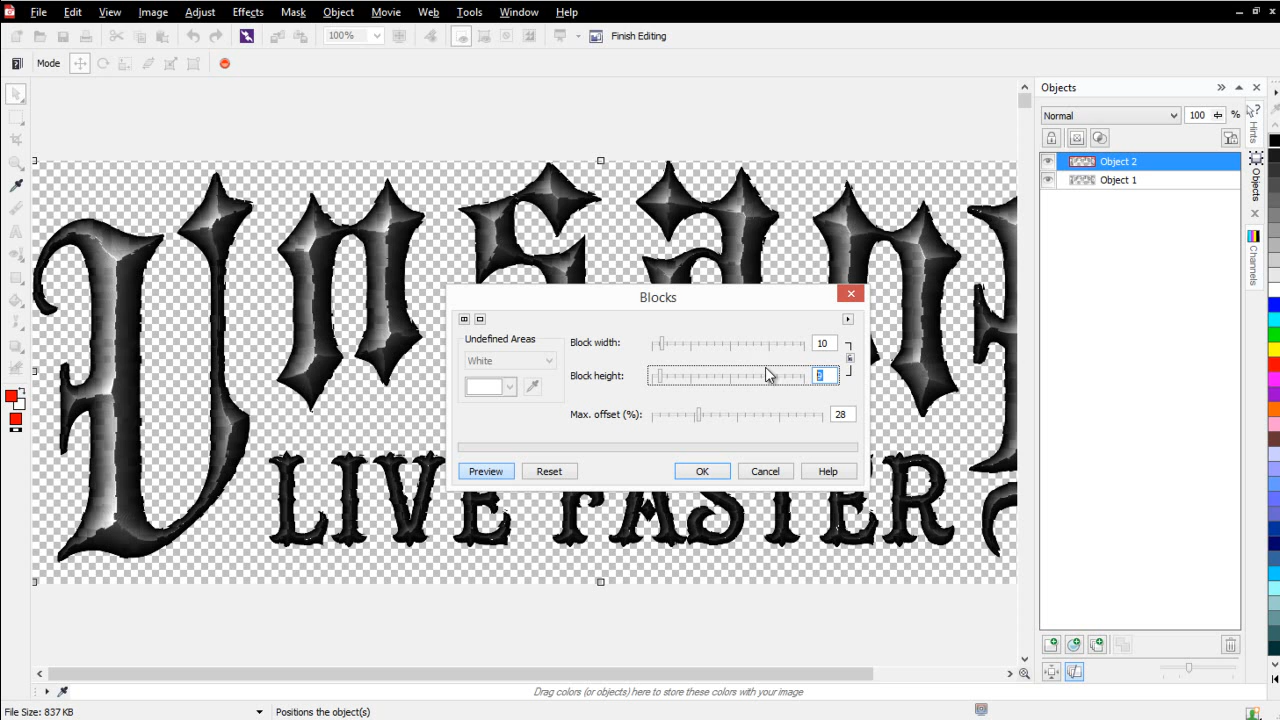 File Edit View Image Adjust Effects Mask Object Movie Web Tools Window Help
100% Finish Editing
Mode
Objects
Normal 100 %
Object 2
Object 1
Hints
Objects
Channels
Blocks
Undefined Areas
White
Block width: 10
Block height:
Max. offset (%): 28
Preview Reset OK Cancel Help
LIVE FASTER
Drag colors (or objects) here to store these colors with your image
File Size: 837 KB Positions the object(s)